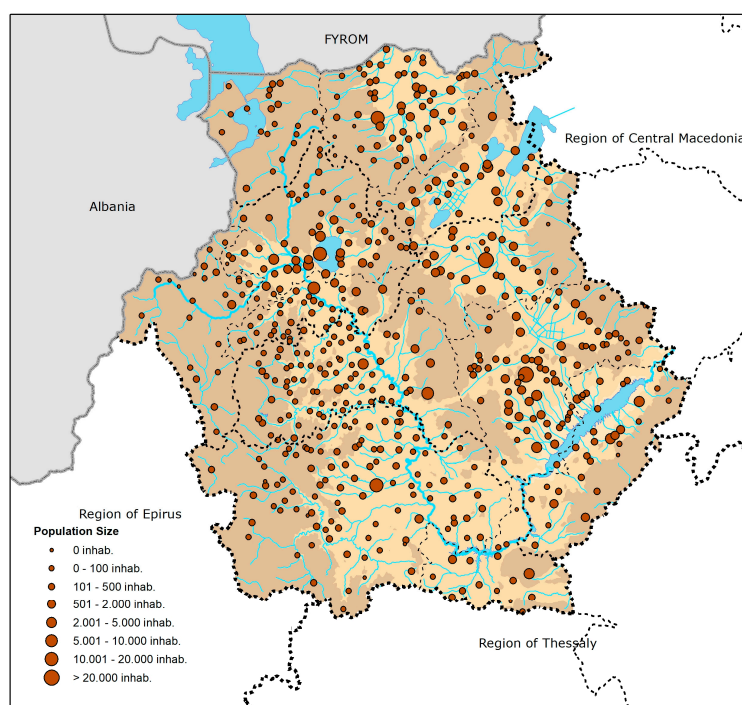 FYROM
Region of Central Macedonia
Albania
Region of Epirus
Population Size
0 inhab.
0 - 100 inhab.
101 - 500 inhab.
501 - 2.000 inhab.
2.001 - 5.000 inhab.
5.001 - 10.000 inhab.
10.001 - 20.000 inhab.
> 20.000 inhab.
Region of Thessaly